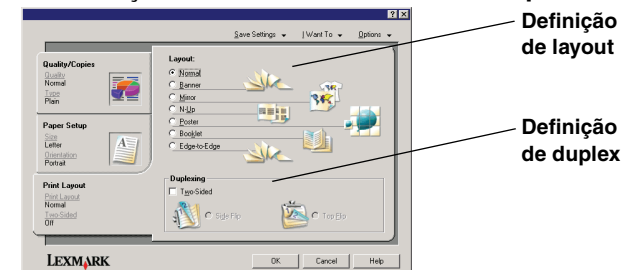 Save Settings
I Want To
Options
Quality/Copies
Quality
Normal
Type
Plain
Paper Setup
Size
Letter
Orientation
Portrait
Print Layout
Print Layout
Normal
Two-Sided
Off
Layout:
Normal
Banner
Mirror
N-Up
Poster
Booklet
Edge-to-Edge
Duplexing
Two-Sided
Side Flip
Top Flip
LEXMARK
OK
Cancel
Help
Definição
de layout
Definição
de duplex